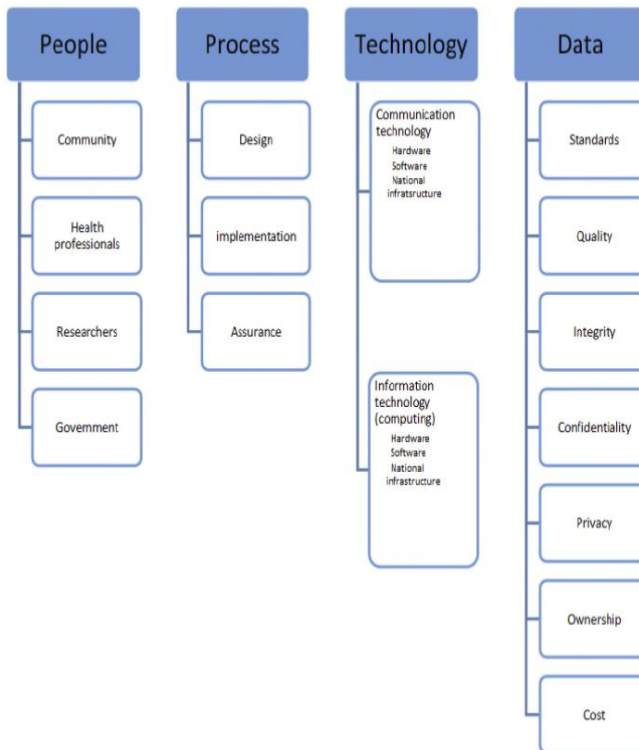 People
Community
Health
professionals
Researchers
Government
Process
Design
implementation
Assurance
Technology
Communication
technology
Hardware
Software
National
infratsructure
Information
technology
(computing)
Hardware
Software
National
infrastructure
Data
Standards
Quality
Integrity
Confidentiality
Privacy
Ownership
Cost